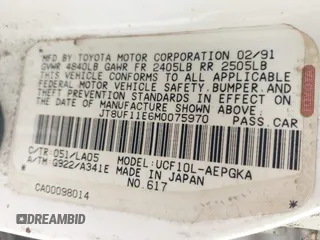 MFD BY TOYOTA MOTOR CORPORATION 02/91
GVWR 4840LB GAWR FR 2405LB RR 2505LB
THIS VEHICLE CONFORMS TO ALL APPLICABLE
FEDERAL MOTOR VEHICLE SAFETY, BUMPER, AND
THEFT PREVENTION STANDARDS IN EFFECT ON
THE DATE OF MANUFACTURE SHOWN ABOVE.
JT8UF11E6M0075970 PASS. CAR
C/TR: 051/LA05 MODEL: UCF10L-AEPGKA
A/TM: G922/A341E MADE IN JAPAN
NO. 617
CA00098014
DREAMBID